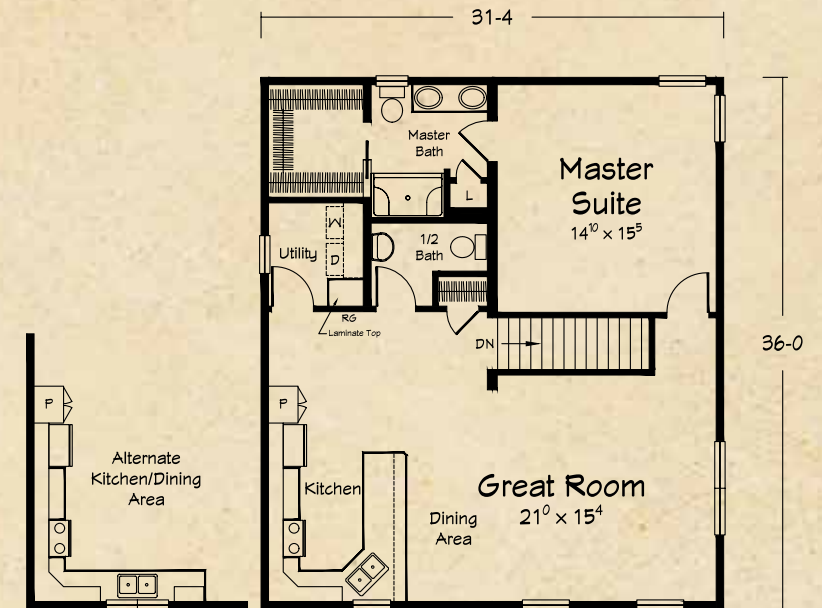 31-4
Master
Bath
Master
Suite
14¹⁰ x 15⁵
L
W
Utility
D
1/2
Bath
RG
Laminate Top
DN
36-0
P
P
Alternate
Kitchen/Dining
Area
Kitchen
Great Room
21⁰ x 15⁴
Dining
Area